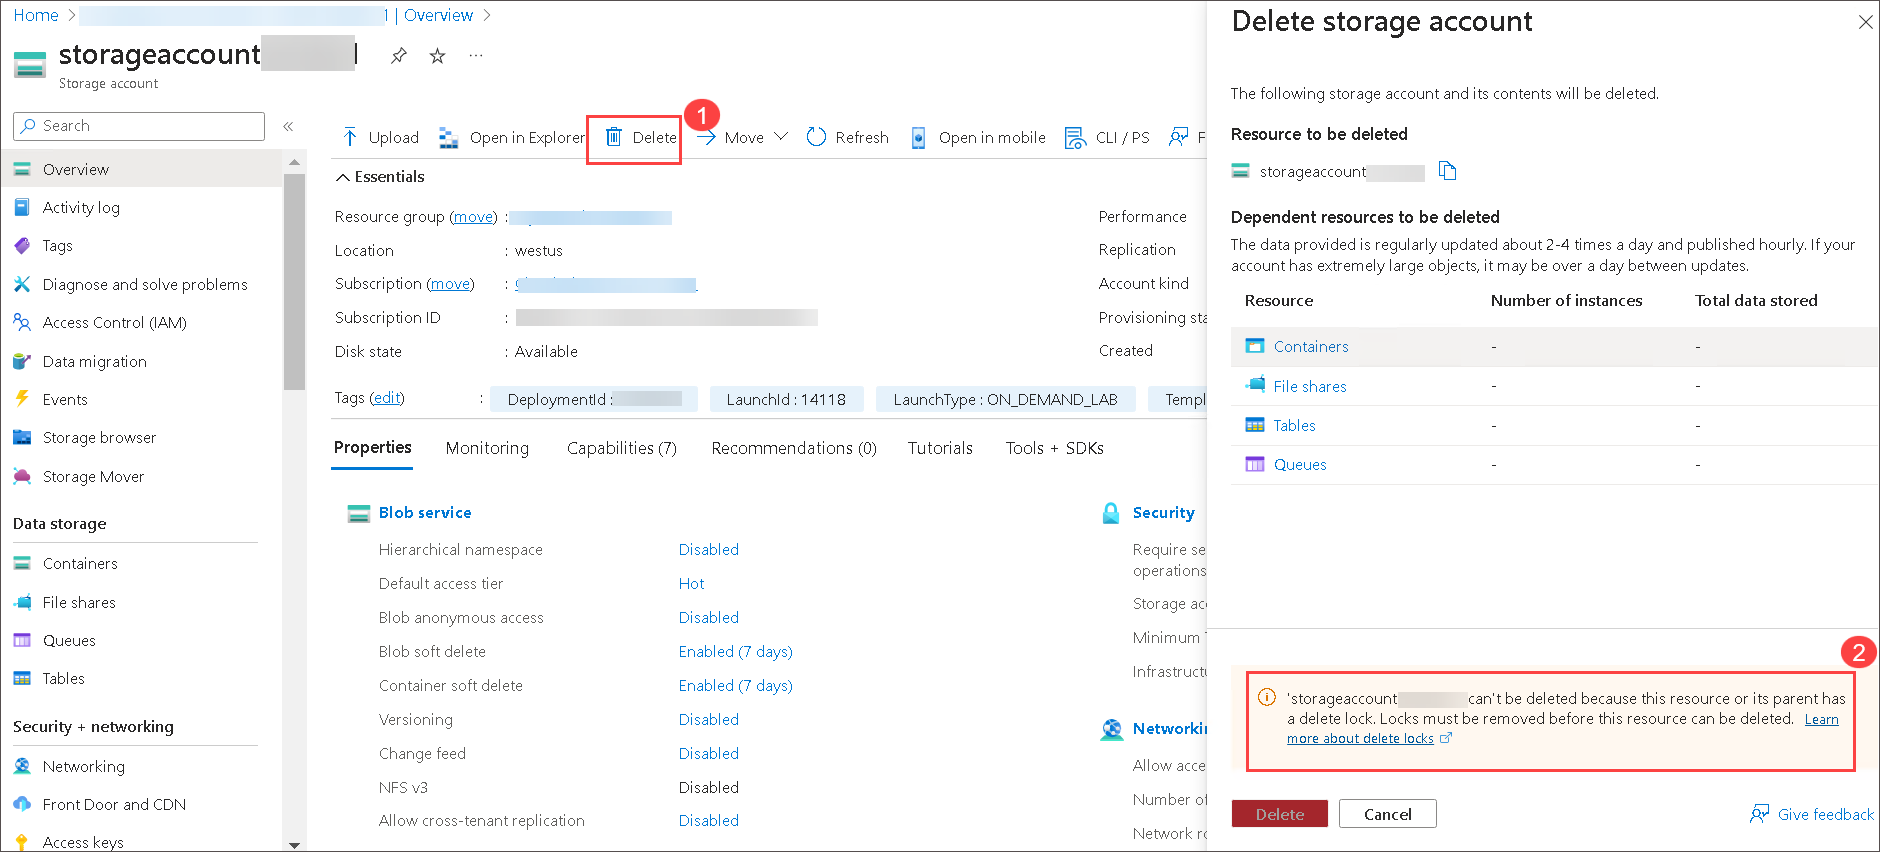 Home > 1 | Overview >
storageaccount
Storage account
Search
Overview
Activity log
Tags
Diagnose and solve problems
Access Control (IAM)
Data migration
Events
Storage browser
Storage Mover
Data storage
Containers
File shares
Queues
Tables
Security + networking
Networking
Front Door and CDN
Access keys
Upload Open in Explorer Delete Move Refresh Open in mobile CLI / PS F
1
Essentials
Resource group (move) :
Location : westus
Subscription (move) :
Subscription ID :
Disk state : Available
Performance
Replication
Account kind
Provisioning sta
Created
Tags (edit) : DeploymentId : LaunchId : 14118 LaunchType : ON_DEMAND_LAB Templ
Properties Monitoring Capabilities (7) Recommendations (0) Tutorials Tools + SDKs
Blob service
Hierarchical namespace Disabled
Default access tier Hot
Blob anonymous access Disabled
Blob soft delete Enabled (7 days)
Container soft delete Enabled (7 days)
Versioning Disabled
Change feed Disabled
NFS v3 Disabled
Allow cross-tenant replication Disabled
Security
Require se
operations
Storage acc
Minimum T
Infrastructu
Networkin
Allow acce
Number of
Network ro
Delete storage account
The following storage account and its contents will be deleted.
Resource to be deleted
storageaccount
Dependent resources to be deleted
The data provided is regularly updated about 2-4 times a day and published hourly. If your
account has extremely large objects, it may be over a day between updates.
Resource Number of instances Total data stored
Containers - -
File shares - -
Tables - -
Queues - -
2
'storageaccount can't be deleted because this resource or its parent has
a delete lock. Locks must be removed before this resource can be deleted. Learn
more about delete locks
Delete Cancel Give feedback